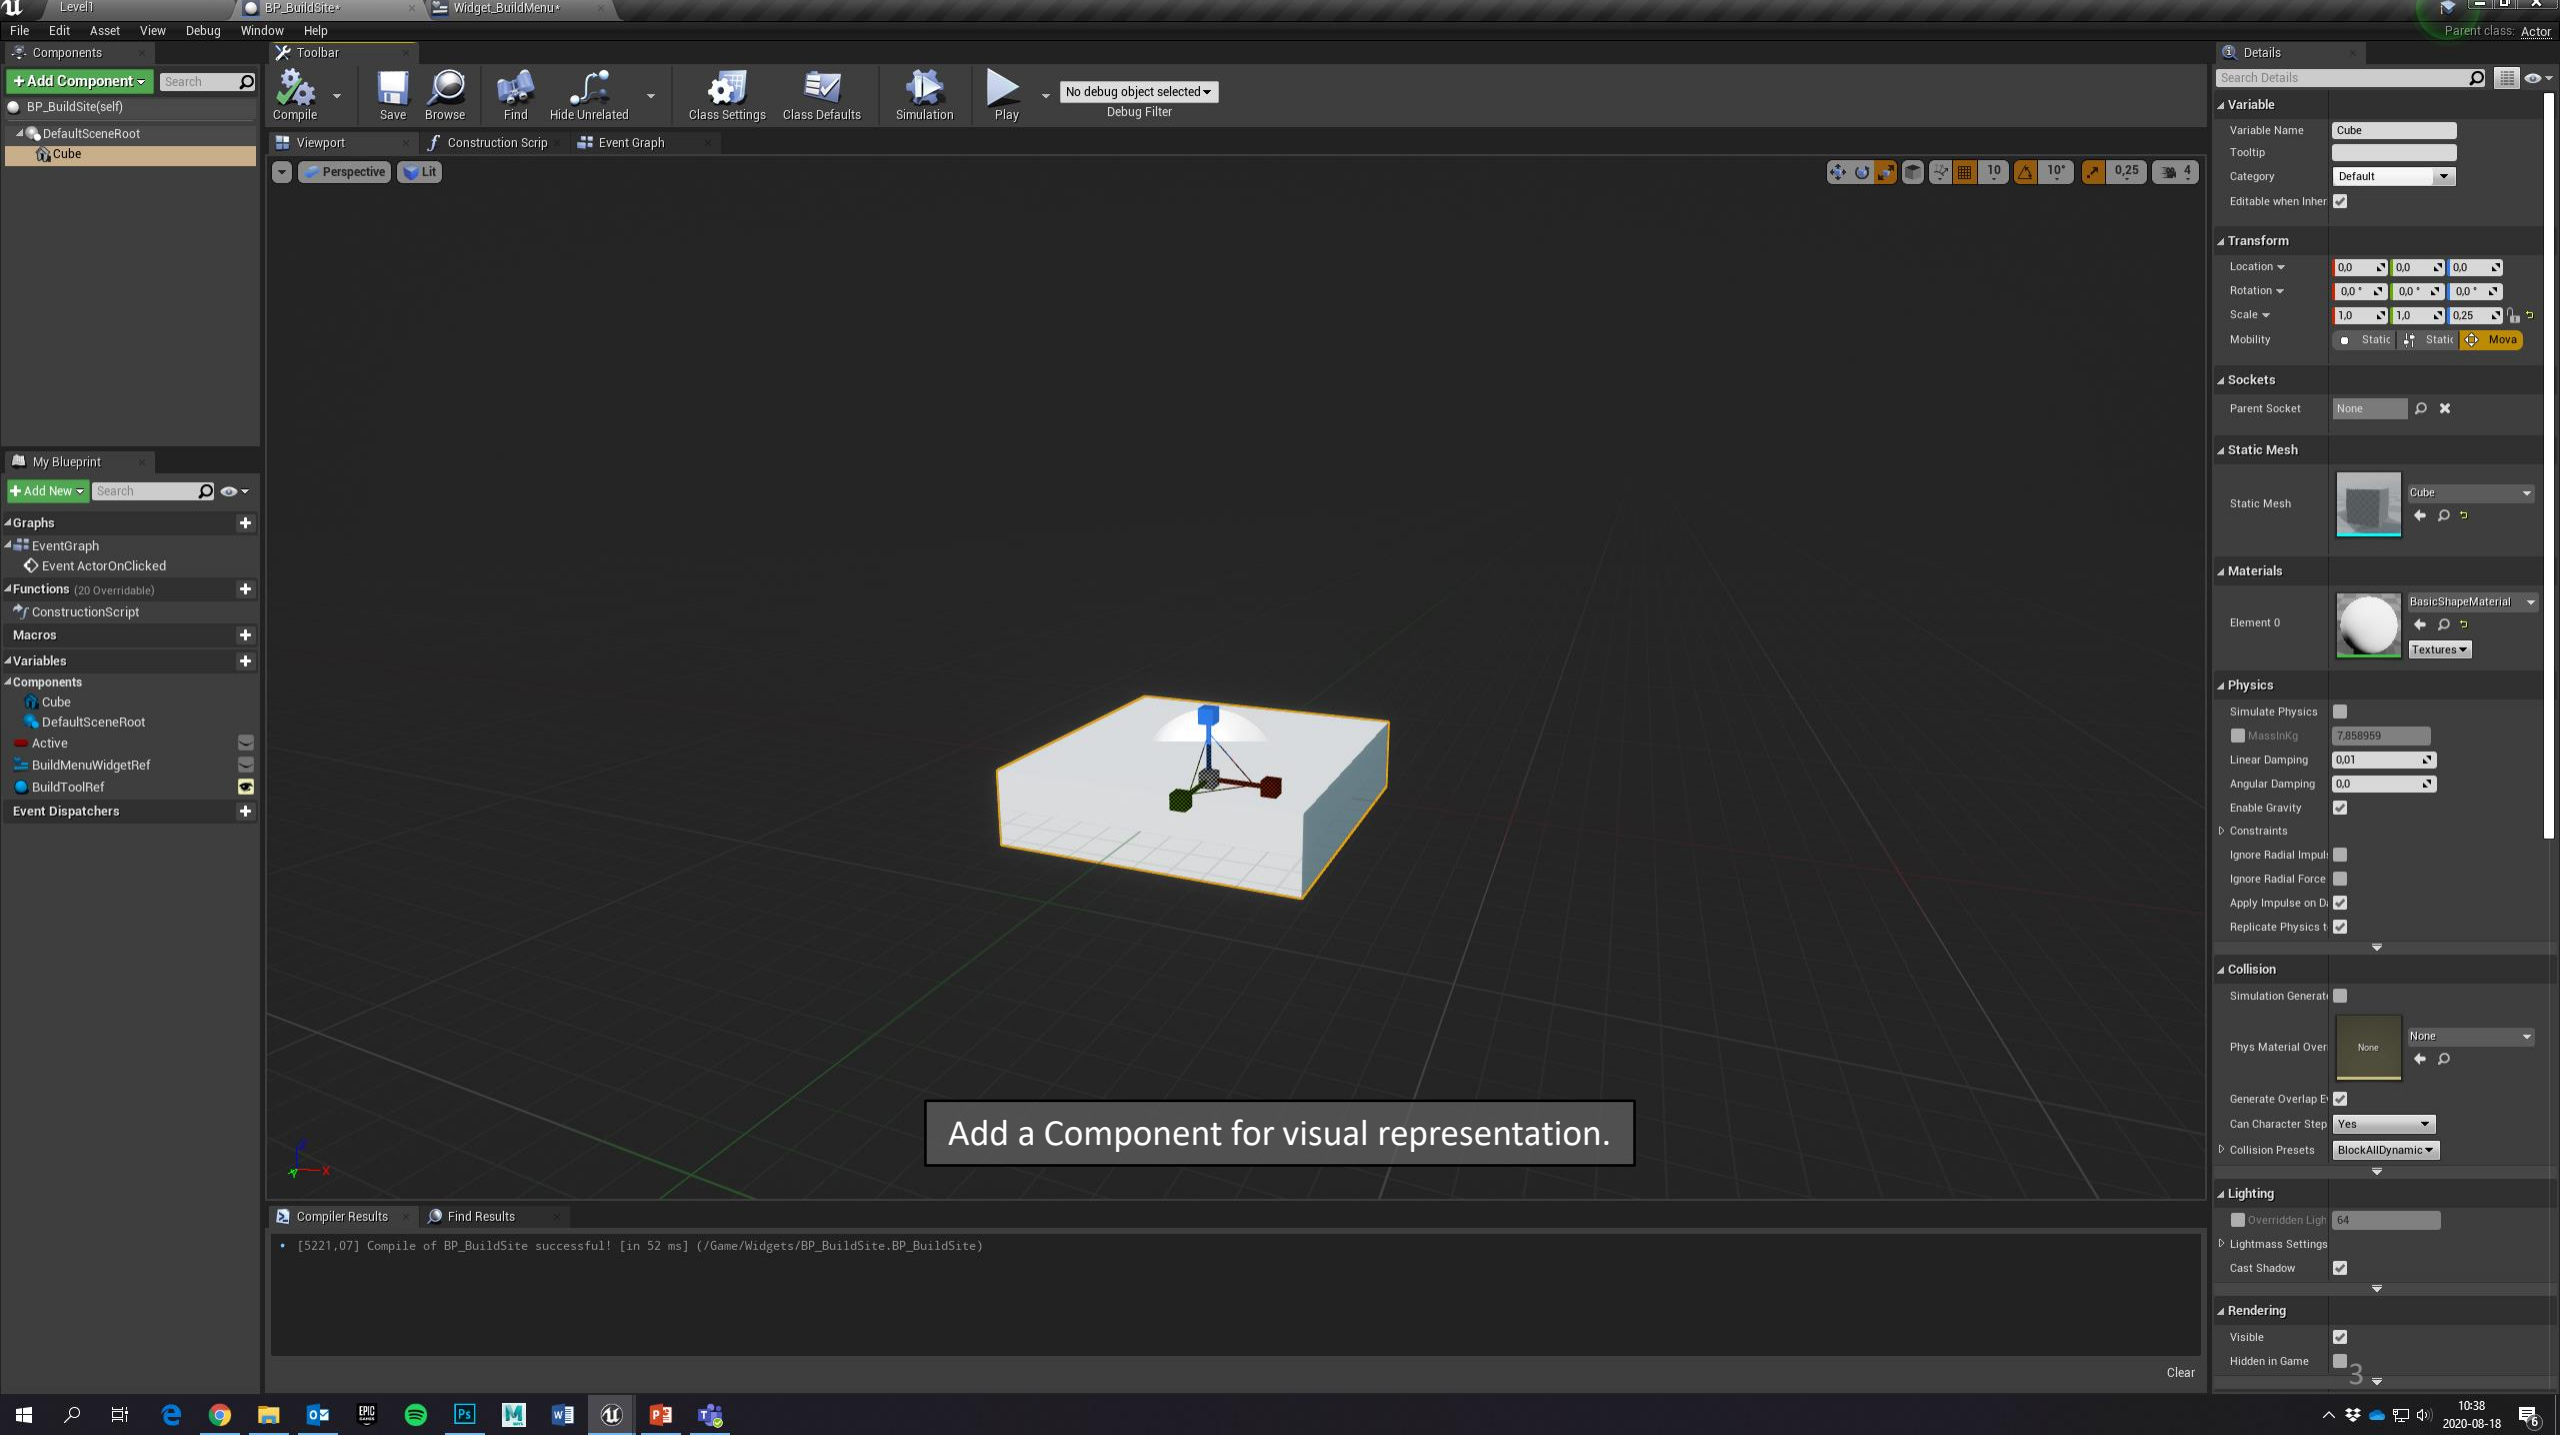 Level1
BP_BuildSite*
Widget_BuildMenu*
File Edit Asset View Debug Window Help
Parent class: Actor
Components
Toolbar
Details
+Add Component
Search
Search Details
BP_BuildSite(self)
DefaultSceneRoot
Cube
Compile
Save
Browse
Find
Hide Unrelated
Class Settings
Class Defaults
Simulation
Play
No debug object selected
Debug Filter
Viewport
Construction Scrip
Event Graph
Perspective
Lit
10
10°
0,25
4
My Blueprint
+Add New
Search
Graphs
EventGraph
Event ActorOnClicked
Functions (20 Overridable)
ConstructionScript
Macros
Variables
Components
Cube
DefaultSceneRoot
Active
BuildMenuWidgetRef
BuildToolRef
Event Dispatchers
Variable
Variable Name Cube
Tooltip
Category Default
Editable when Inher
Transform
Location 0,0 0,0 0,0
Rotation 0,0° 0,0° 0,0°
Scale 1,0 1,0 0,25
Mobility Static Static Mova
Sockets
Parent Socket None
Static Mesh
Static Mesh Cube
Materials
Element 0 BasicShapeMaterial
Textures
Physics
Simulate Physics
MassInKg 7,858959
Linear Damping 0,01
Angular Damping 0,0
Enable Gravity
Constraints
Ignore Radial Impul
Ignore Radial Force
Apply Impulse on D
Replicate Physics t
Collision
Simulation Generat
Phys Material Over None None
Generate Overlap E
Can Character Step Yes
Collision Presets BlockAllDynamic
Lighting
Overridden Ligh 64
Lightmass Settings
Cast Shadow
Rendering
Visible
Hidden in Game
3
Add a Component for visual representation.
Z
Y
X
Compiler Results
Find Results
[5221,07] Compile of BP_BuildSite successful! [in 52 ms] (/Game/Widgets/BP_BuildSite.BP_BuildSite)
Clear
EPIC
GAMES
Ps
M
10:38
2020-08-18
6